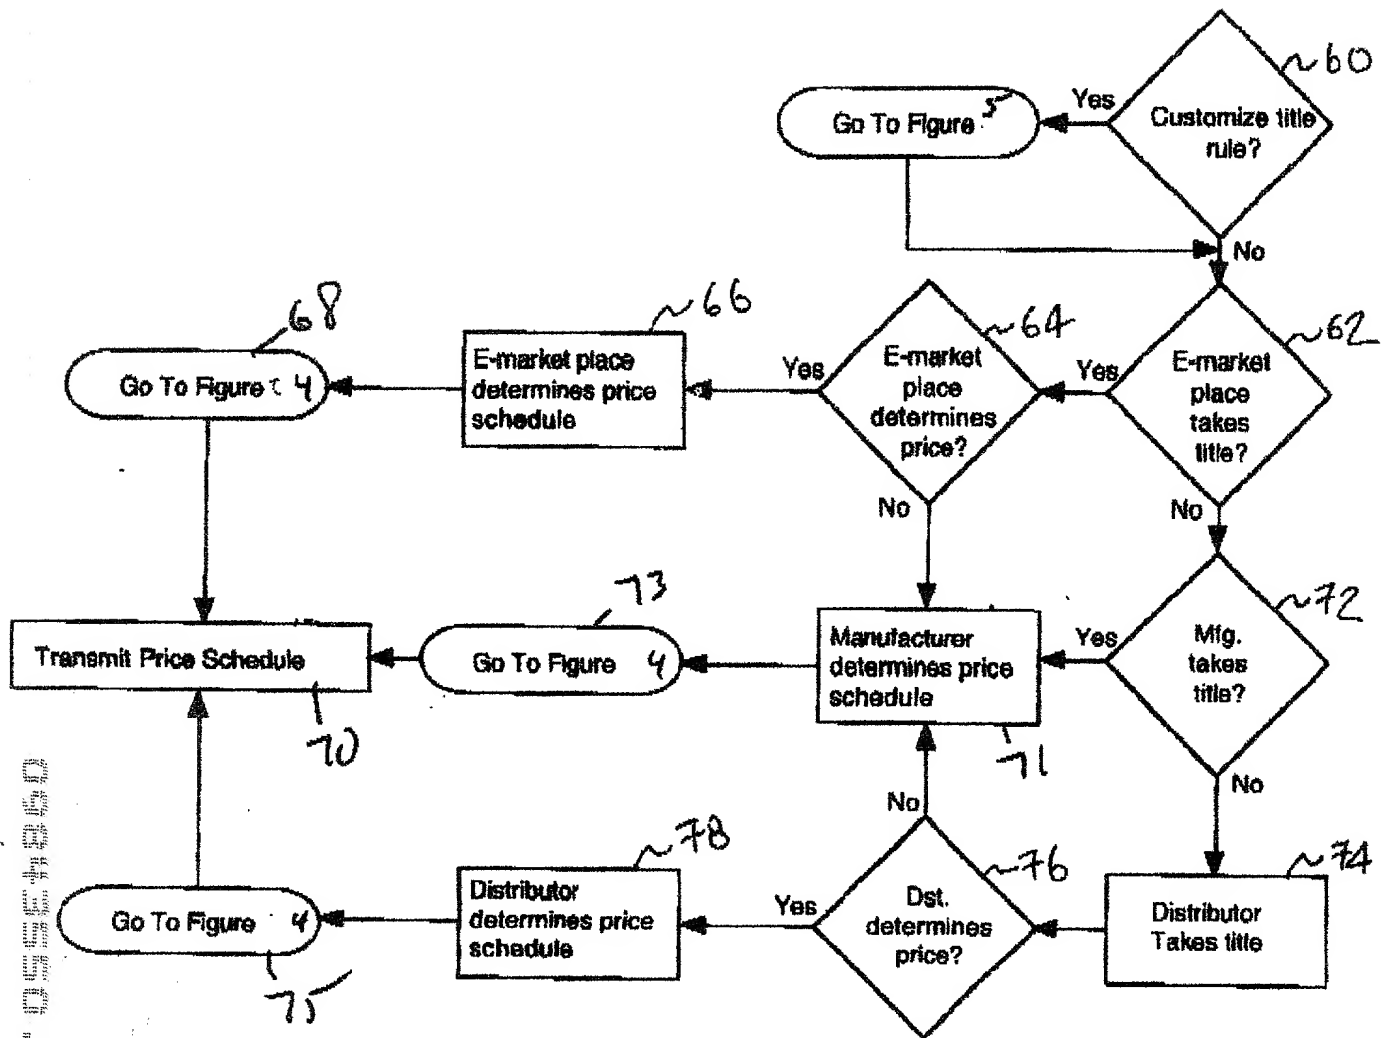 ~60
Customize title
rule?
Yes
Go To Figure 5
No
68
~66
~64
~62
Go To Figure 4
E-market place
determines price
schedule
Yes
E-market
place
determines
price?
Yes
E-market
place
takes
title?
No
No
73
~72
Transmit Price Schedule
Go To Figure 4
Manufacturer
determines price
schedule
Yes
Mfg.
takes
title?
70
71
No
No
~78
~76
~74
Go To Figure 4
Distributor
determines price
schedule
Yes
Dst.
determines
price?
Distributor
Takes title
75